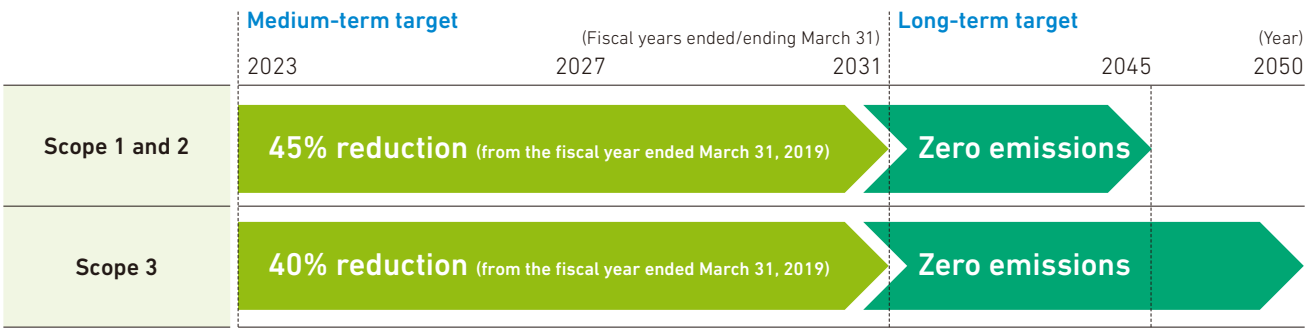 Medium-term target
Long-term target
(Fiscal years ended/ending March 31)
(Year)
2023 2027 2031 2045 2050
Scope 1 and 2
45% reduction (from the fiscal year ended March 31, 2019)
Zero emissions
Scope 3
40% reduction (from the fiscal year ended March 31, 2019)
Zero emissions